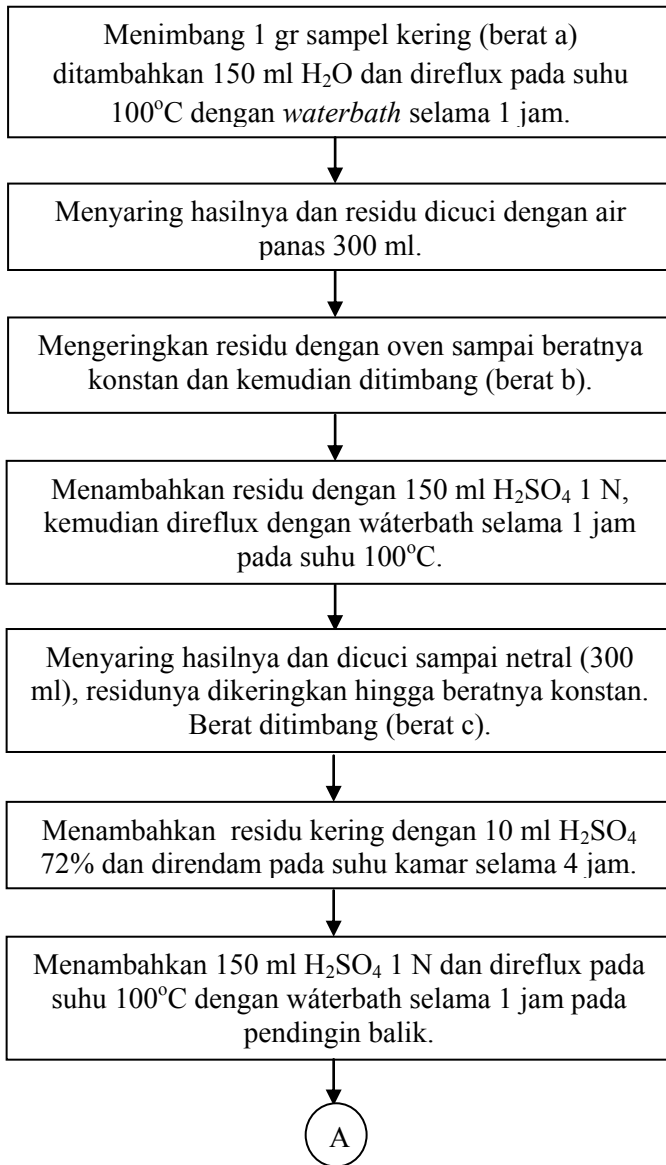 Menimbang 1 gr sampel kering (berat a)
ditambahkan 150 ml H₂O dan direflux pada suhu
100°C dengan waterbath selama 1 jam.
Menyaring hasilnya dan residu dicuci dengan air
panas 300 ml.
Mengeringkan residu dengan oven sampai beratnya
konstan dan kemudian ditimbang (berat b).
Menambahkan residu dengan 150 ml H₂SO₄ 1 N,
kemudian direflux dengan wáterbath selama 1 jam
pada suhu 100°C.
Menyaring hasilnya dan dicuci sampai netral (300
ml), residunya dikeringkan hingga beratnya konstan.
Berat ditimbang (berat c).
Menambahkan residu kering dengan 10 ml H₂SO₄
72% dan direndam pada suhu kamar selama 4 jam.
Menambahkan 150 ml H₂SO₄ 1 N dan direflux pada
suhu 100°C dengan wáterbath selama 1 jam pada
pendingin balik.
A